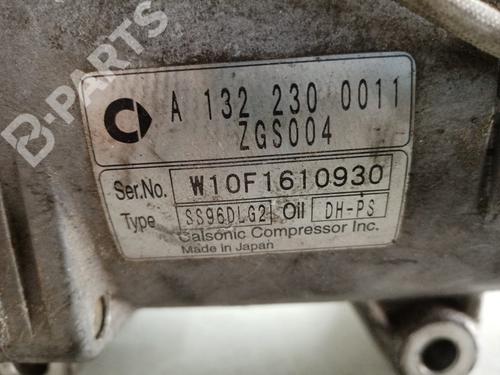 B-PARTS
A 132 230 0011
ZGS004
Ser.No. W10F1610930
Type SS96DLG2 Oil DH-PS
Calsonic Compressor Inc.
Made in Japan